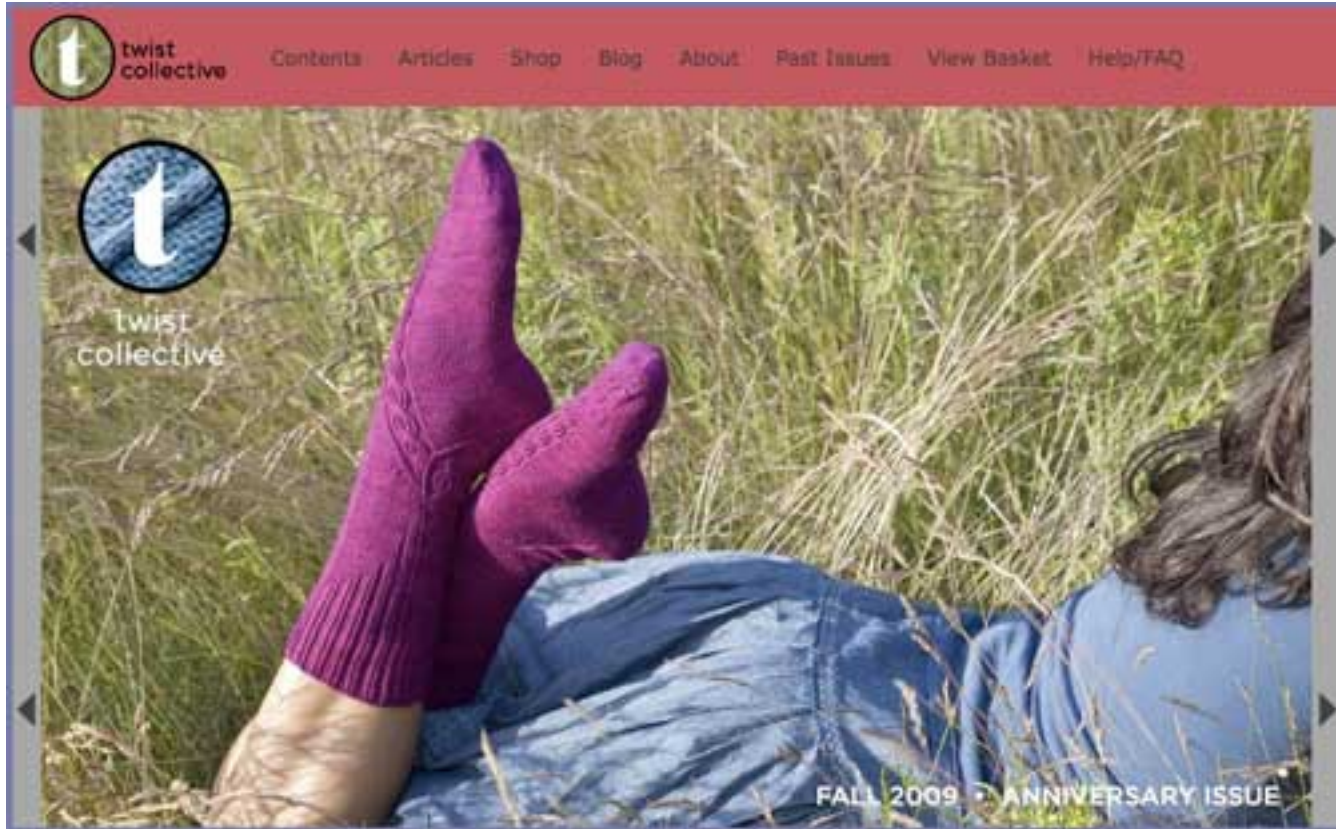 t
twist
collective
Contents Articles Shop Blog About Past Issues View Basket Help/FAQ
t
twist
collective
FALL 2009 • ANNIVERSARY ISSUE